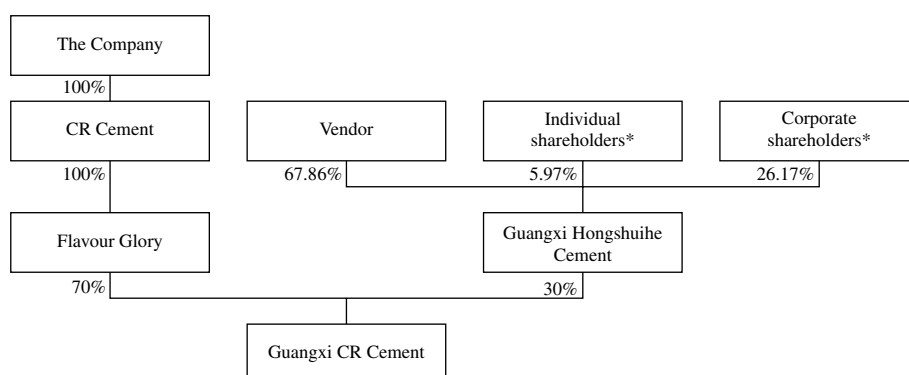 The Company
100%
CR Cement
Vendor
Individual
shareholders*
Corporate
shareholders*
100%
67.86%
5.97%
26.17%
Flavour Glory
Guangxi Hongshuihe
Cement
70%
30%
Guangxi CR Cement